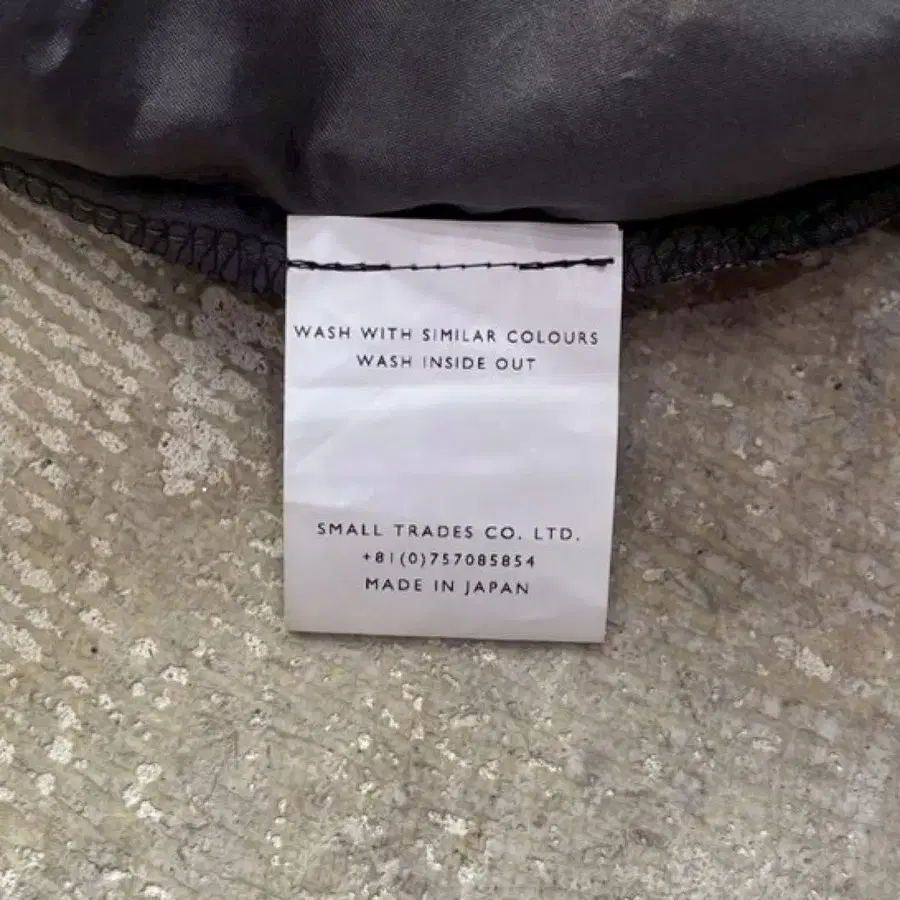 WASH WITH SIMILAR COLOURS
WASH INSIDE OUT
SMALL TRADES CO. LTD.
+81(0)757085854
MADE IN JAPAN